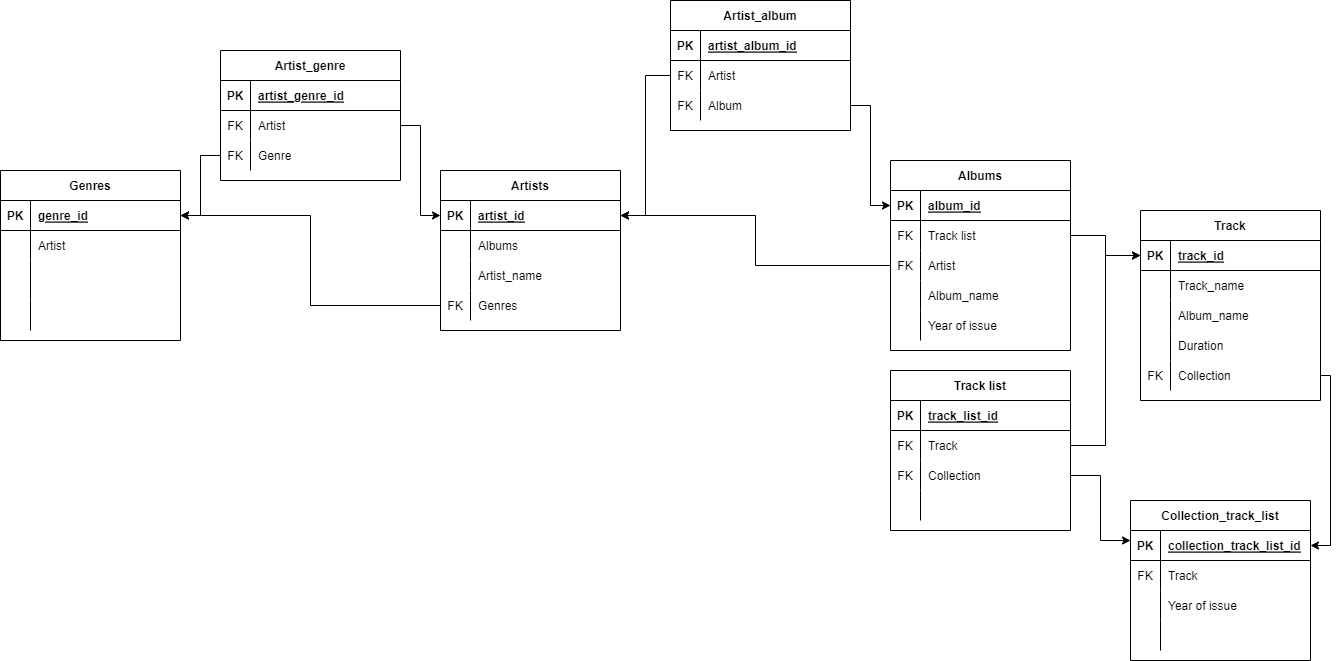 Artist_album
PK artist_album_id
FK Artist
FK Album
Artist_genre
PK artist_genre_id
FK Artist
FK Genre
Genres
PK genre_id
Artist
Artists
PK artist_id
Albums
Artist_name
FK Genres
Albums
PK album_id
FK Track list
FK Artist
Album_name
Year of issue
Track
PK track_id
Track_name
Album_name
Duration
FK Collection
Track list
PK track_list_id
FK Track
FK Collection
Collection_track_list
PK collection_track_list_id
FK Track
Year of issue